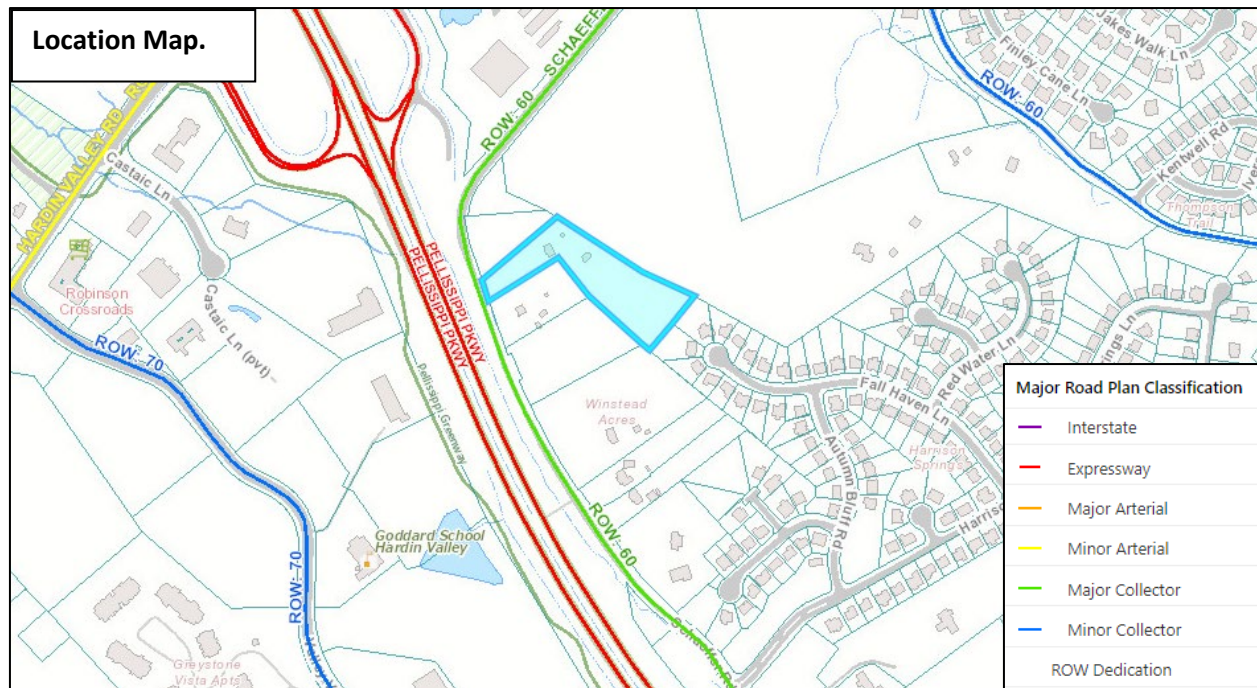 Location Map.
HARDIN VALLEY RD
Castaic Ln
Robinson
Crossroads
Castaic Ln (pvt)
ROW: 70
PELLISSIPPI PKWY
PELLISSIPPI PKWY
Pellissippi Greenway
ROW: 60
Goddard School
Hardin Valley
ROW: 70
Greystone
Vista Apts
Winstead
Acres
ROW: 60
Schaeffer Rd
Jakes Walk Ln
Finley Cane Ln
ROW: 60
Kentwell Rd
Thompson
Trail
Red Water Ln
Fall Haven Ln
Harrison
Springs
Autumn Bluff Rd
Major Road Plan Classification
Interstate
Expressway
Major Arterial
Minor Arterial
Major Collector
Minor Collector
ROW Dedication